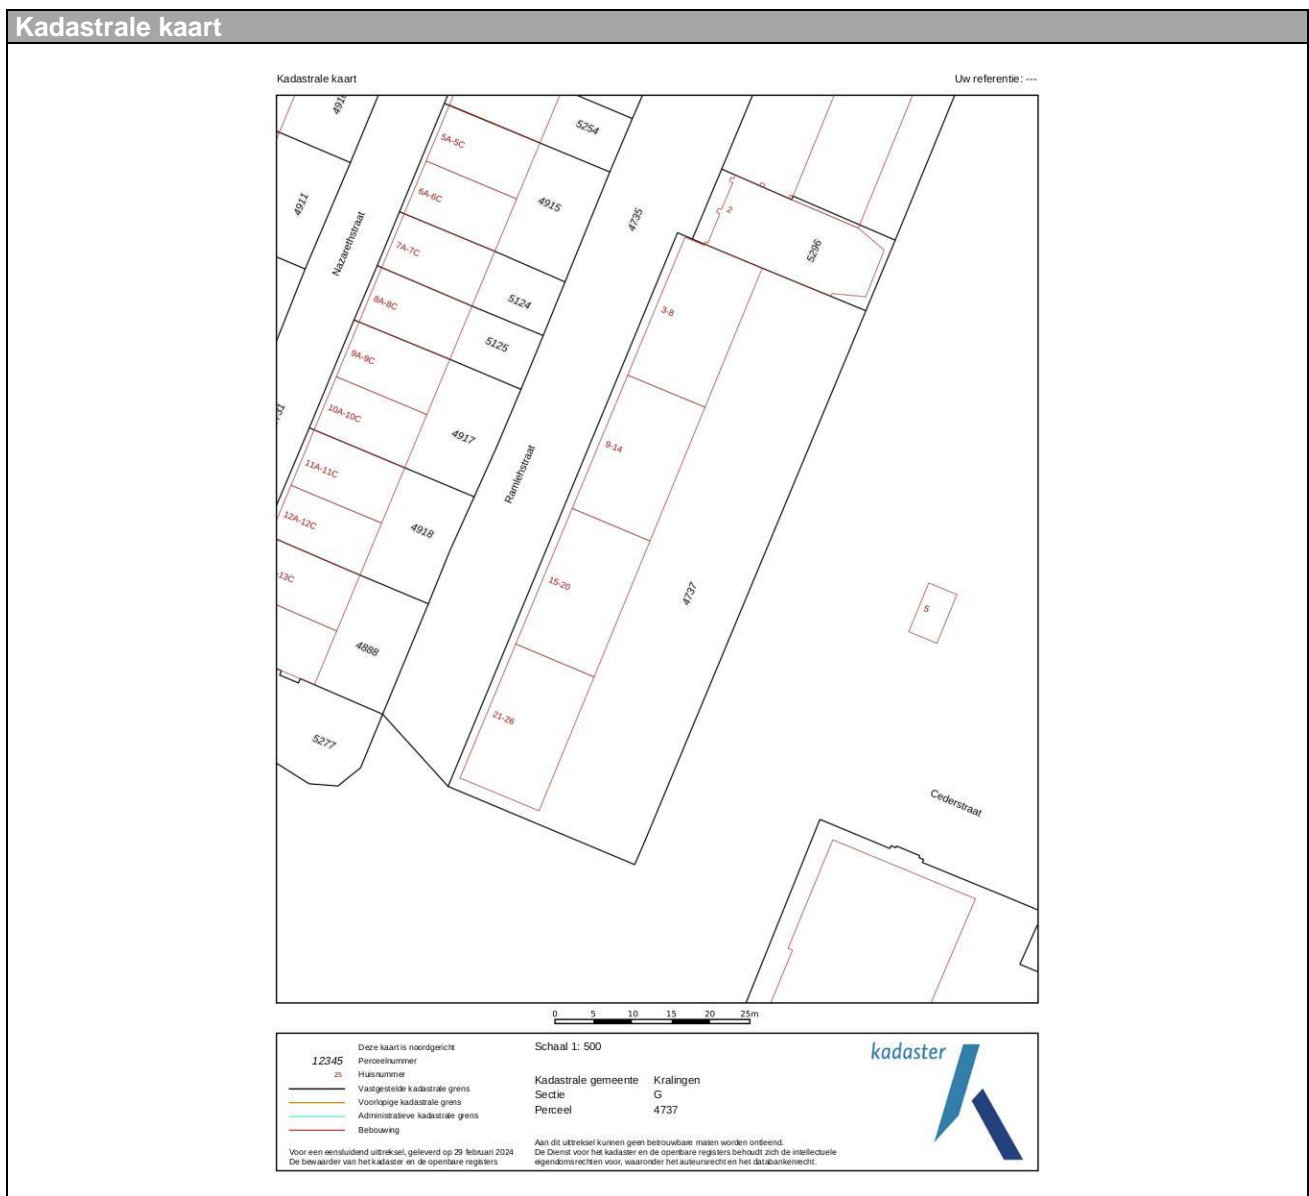 Kadastrale kaart
Kadastrale kaart
Uw referentie: ---
5254
5A-5C
4911
4915
6A-6C
4735
2
Nazarethstraat
7A-7C
5296
5124
8A-8C
3-8
5125
9A-9C
10A-10C
4917
9-14
11A-11C
Ramlehstraat
12A-12C
4918
-13C
15-20
4737
5
4888
21-26
5277
Cederstraat
0 5 10 15 20 25m
Deze kaart is noordgericht
12345 Perceelnummer
25 Huisnummer
Vastgestelde kadastrale grens
Voorlopige kadastrale grens
Administratieve kadastrale grens
Bebouwing
Voor een eensluidend uittreksel, geleverd op 29 februari 2024
De bewaarder van het kadaster en de openbare registers
Schaal 1: 500
Kadastrale gemeente Kralingen
Sectie G
Perceel 4737
Aan dit uittreksel kunnen geen betrouwbare maten worden ontleend.
De Dienst voor het kadaster en de openbare registers behoudt zich de intellectuele
eigendomsrechten voor, waaronder het auteursrecht en het databankenrecht.
kadaster